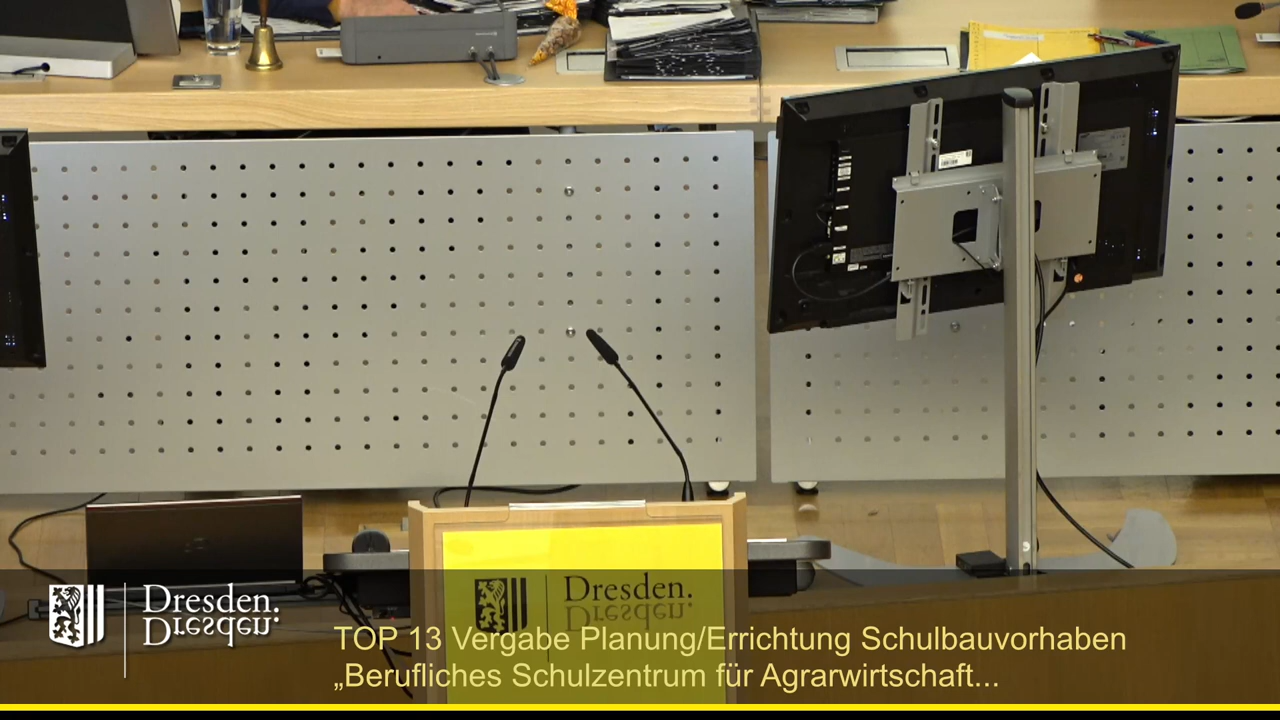 Dresden.
Dresden.
Dresden.
Dresden.
TOP 13 Vergabe Planung/Errichtung Schulbauvorhaben
„Berufliches Schulzentrum für Agrarwirtschaft...